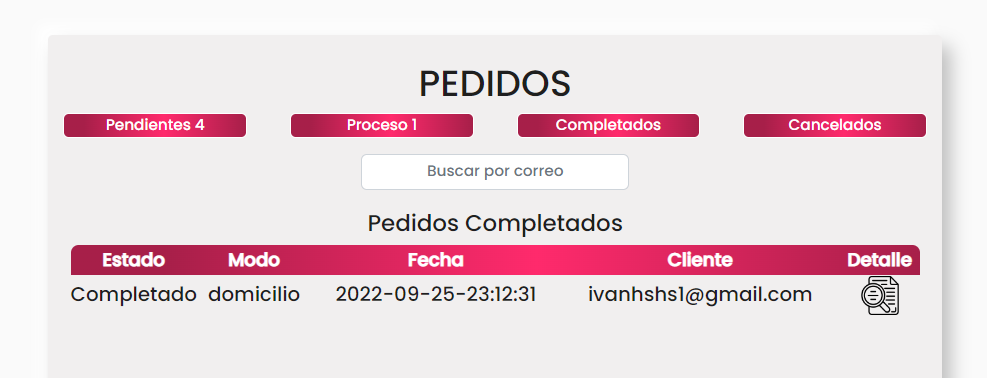 PEDIDOS
Pendientes 4 Proceso 1 Completados Cancelados
Buscar por correo
Pedidos Completados
Estado Modo Fecha Cliente Detalle
Completado domicilio 2022-09-25-23:12:31 ivanhshs1@gmail.com